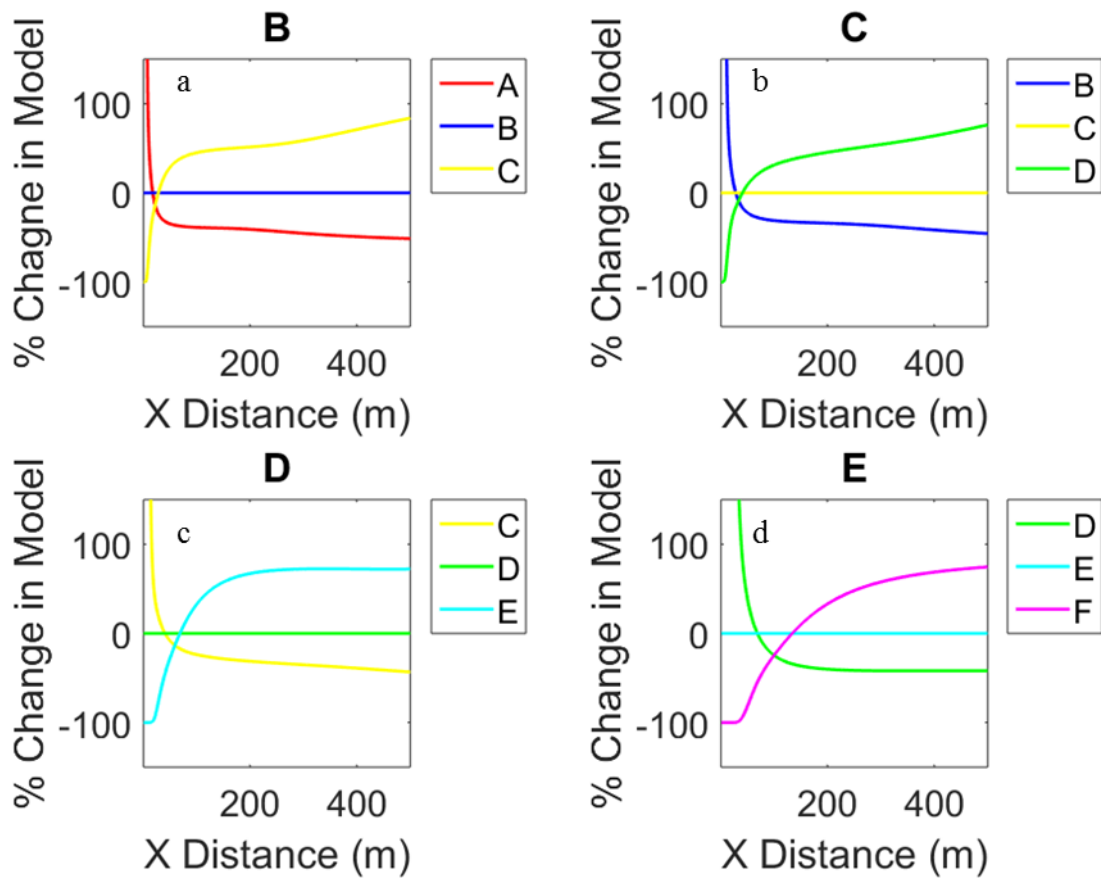 B
% Chagne in Model
a
100
0
-100
200 400
X Distance (m)
A
B
C
C
% Change in Model
b
100
0
-100
200 400
X Distance (m)
B
C
D
D
% Change in Model
c
100
0
-100
200 400
X Distance (m)
C
D
E
E
% Change in Model
d
100
0
-100
200 400
X Distance (m)
D
E
F